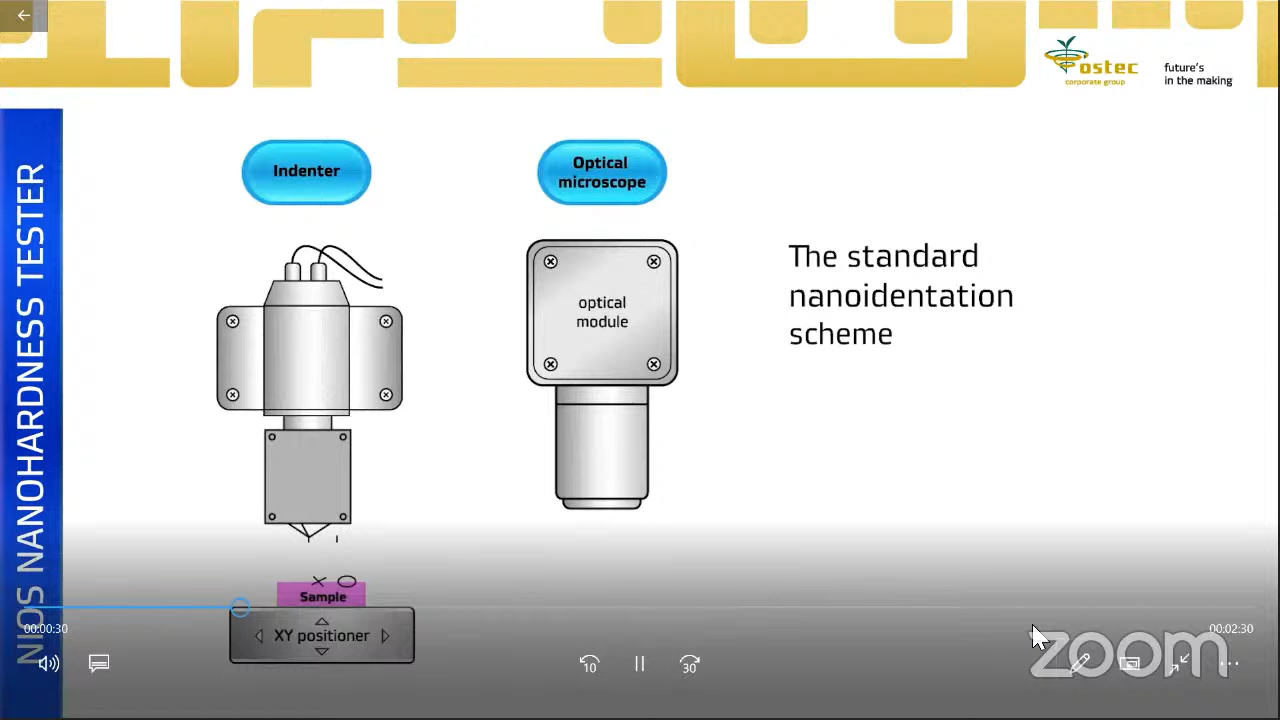 ostec
corporate group
future's
in the making
NIOS NANOHARDNESS TESTER
Indenter
Optical
microscope
optical
module
The standard
nanoidentation
scheme
Sample
XY positioner
00:00:30
00:02:30
10
30
zoom